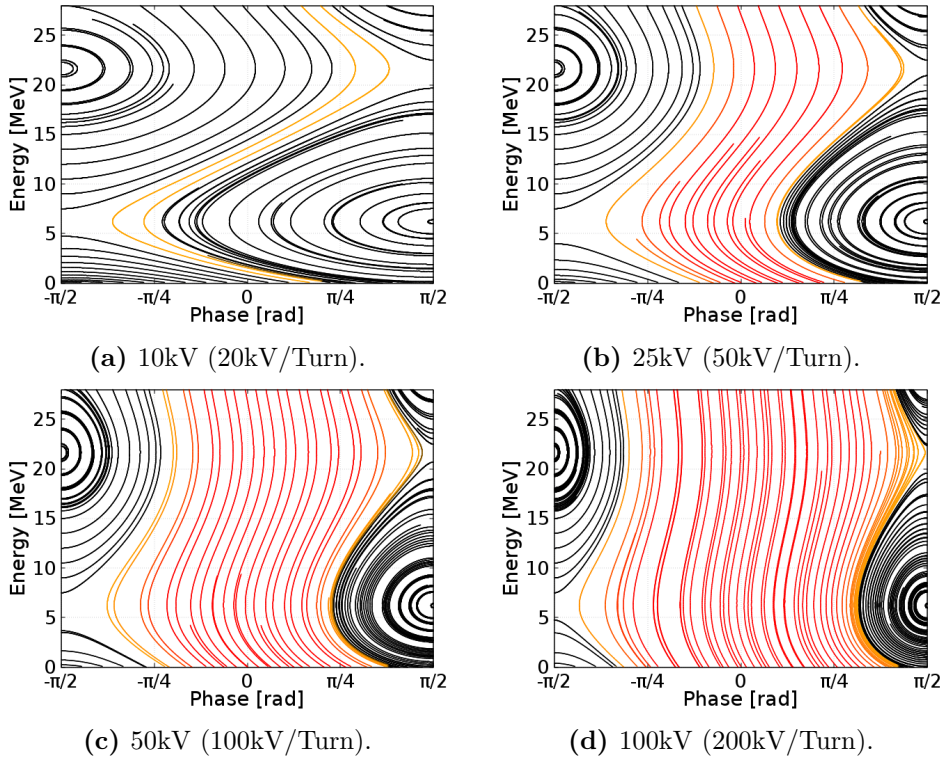 25
20
15
10
5
0
Energy [MeV]
-π/2 -π/4 0 π/4 π/2
Phase [rad]
(a) 10kV (20kV/Turn).
25
20
15
10
5
0
Energy [MeV]
-π/2 -π/4 0 π/4 π/2
Phase [rad]
(b) 25kV (50kV/Turn).
25
20
15
10
5
0
Energy [MeV]
-π/2 -π/4 0 π/4 π/2
Phase [rad]
(c) 50kV (100kV/Turn).
25
20
15
10
5
0
Energy [MeV]
-π/2 -π/4 0 π/4 π/2
Phase [rad]
(d) 100kV (200kV/Turn).